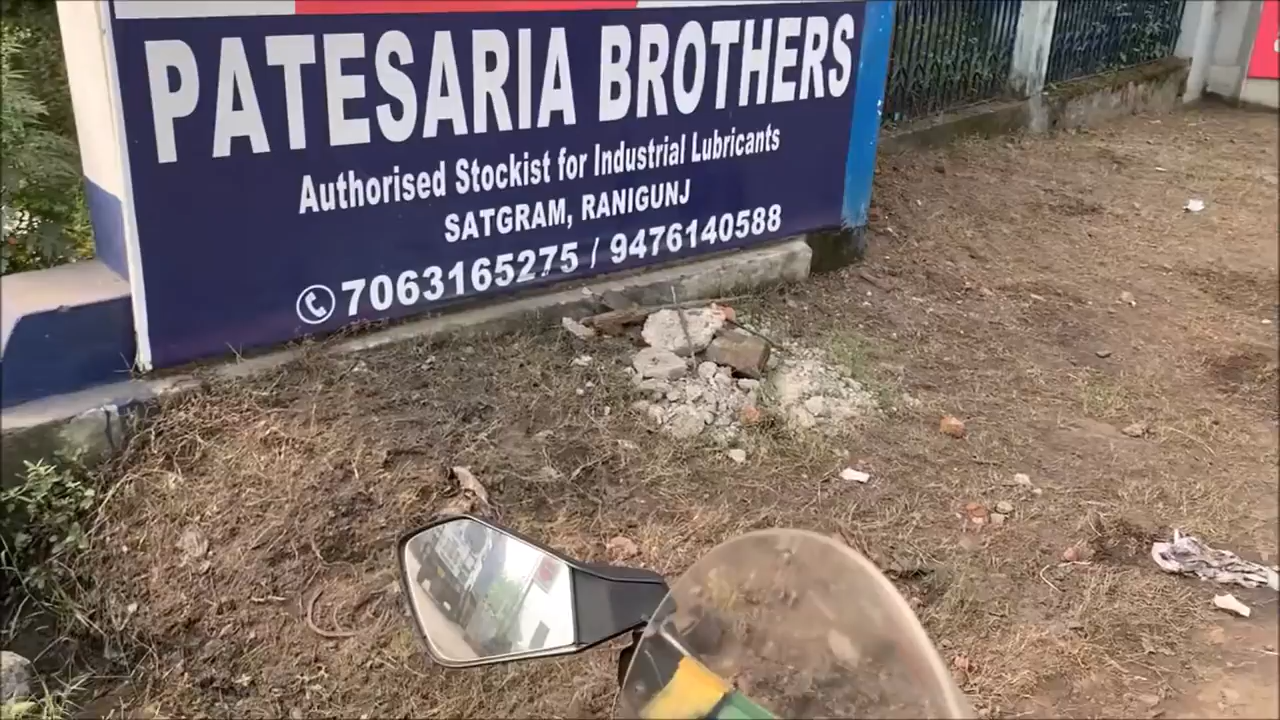 PATESARIA BROTHERS
Authorised Stockist for Industrial Lubricants
SATGRAM, RANIGUNJ
7063165275 / 9476140588